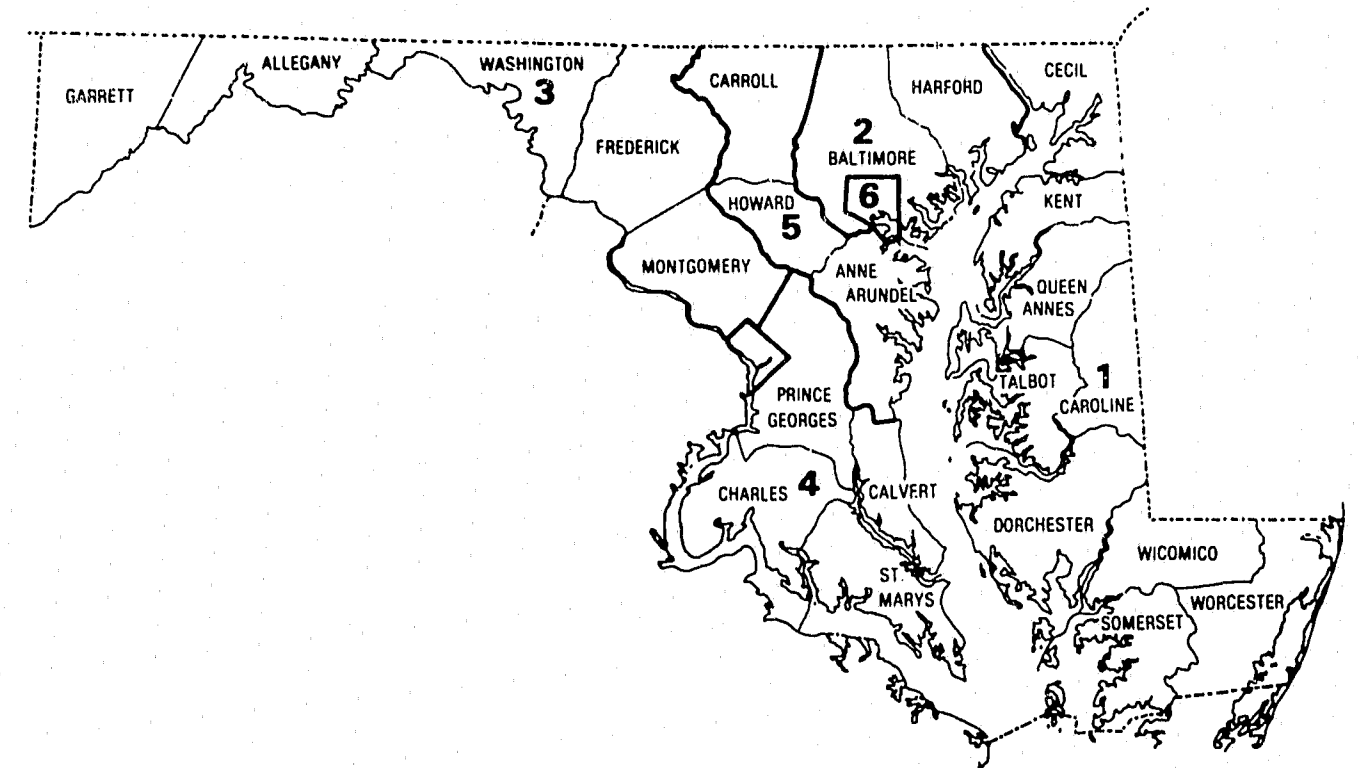 GARRETT
ALLEGANY
WASHINGTON
3
FREDERICK
CARROLL
2
BALTIMORE
6
HARFORD
CECIL
KENT
HOWARD
5
MONTGOMERY
ANNE
ARUNDEL
QUEEN
ANNES
TALBOT
1
CAROLINE
PRINCE
GEORGES
CHARLES
4
CALVERT
ST.
MARYS
DORCHESTER
WICOMICO
WORCESTER
SOMERSET